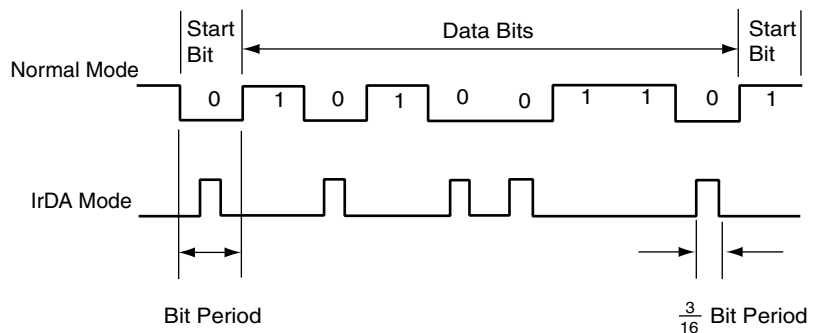 Start Bit
Data Bits
Start Bit
Normal Mode
0 1 0 1 0 0 1 1 0 1
IrDA Mode
Bit Period
3/16 Bit Period